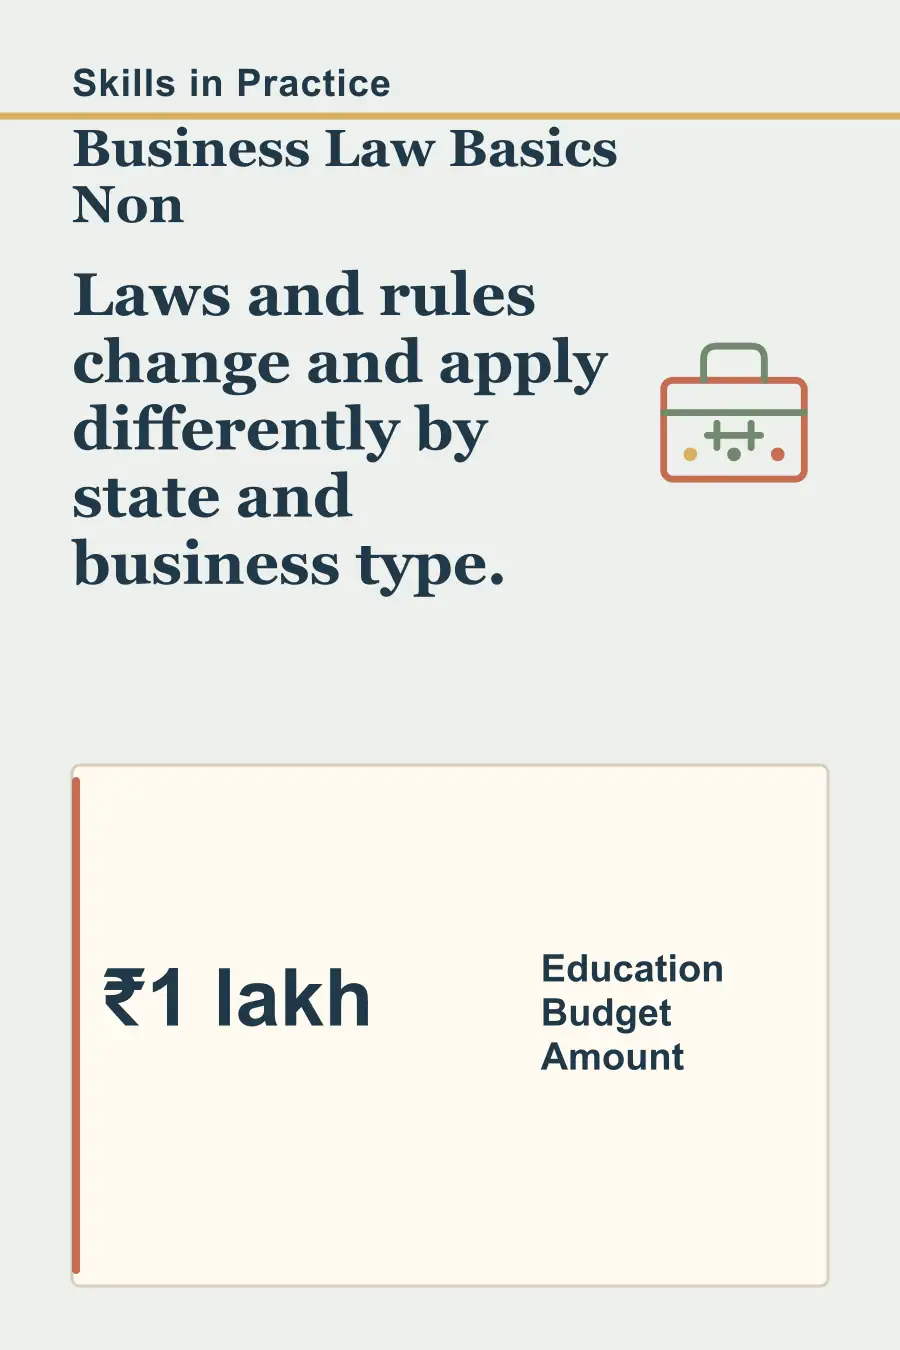 Skills in Practice
Business Law Basics
Non
Laws and rules
change and apply
differently by
state and
business type.
₹1 lakh
Education
Budget
Amount